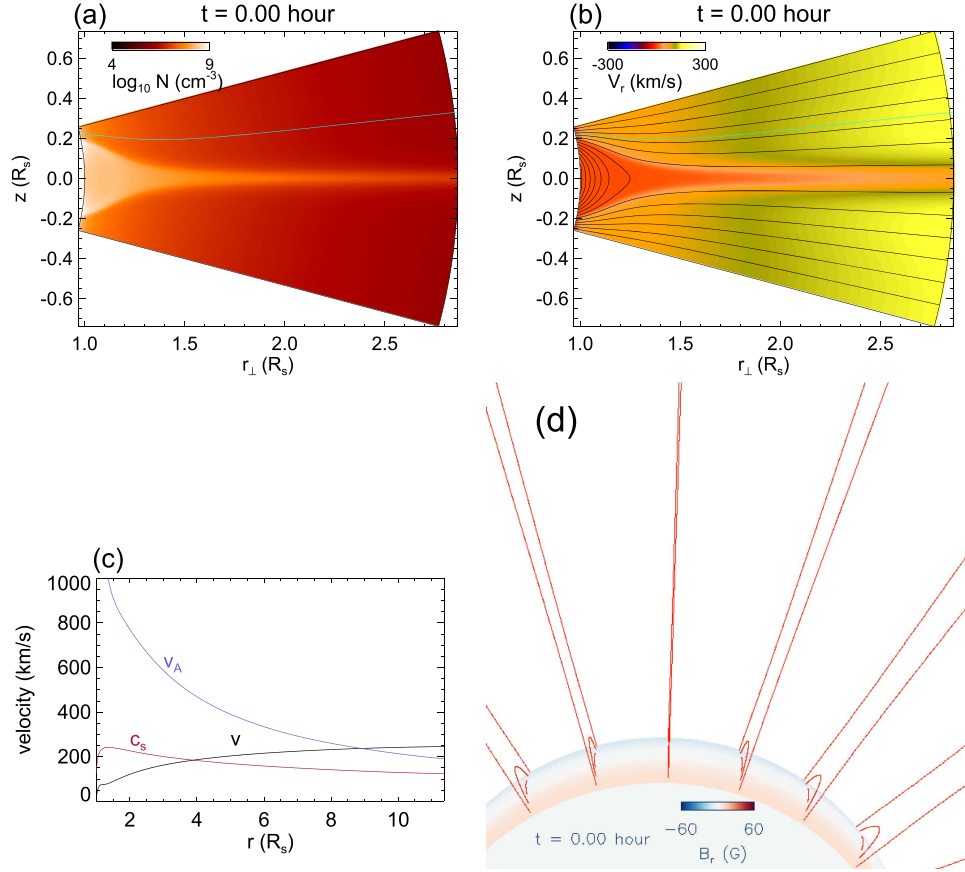 (a)
t = 0.00 hour
4
9
log10 N (cm-3)
0.6
0.4
0.2
0.0
-0.2
-0.4
-0.6
z (Rs)
1.0
1.5
2.0
2.5
r⊥ (Rs)
(b)
t = 0.00 hour
-300
300
Vr (km/s)
0.6
0.4
0.2
0.0
-0.2
-0.4
-0.6
z (Rs)
1.0
1.5
2.0
2.5
r⊥ (Rs)
(c)
1000
800
600
400
200
0
velocity (km/s)
vA
cs
v
2
4
6
8
10
r (Rs)
(d)
t = 0.00 hour
−60
60
Br (G)